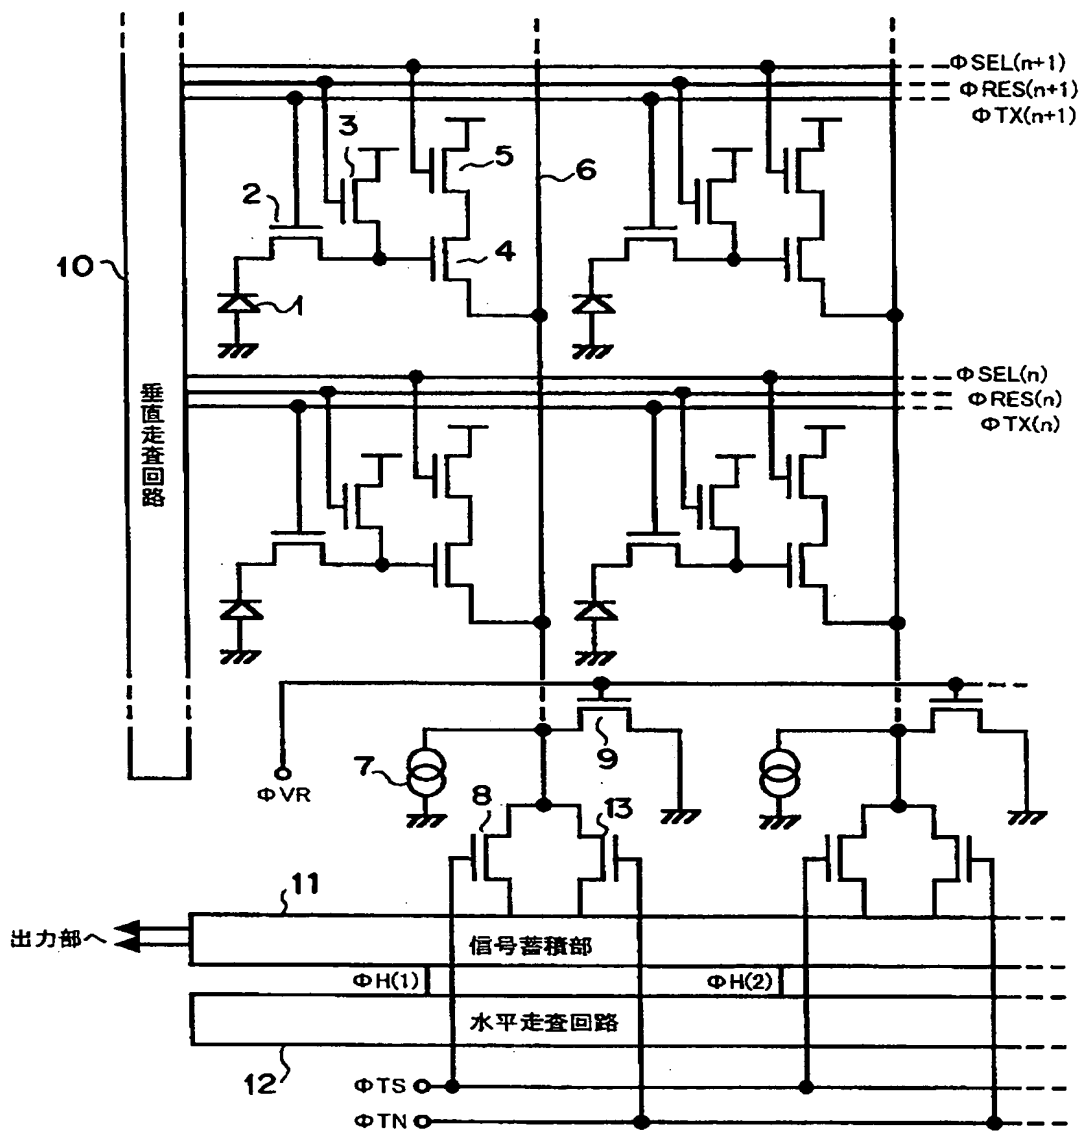 ΦSEL(n+1)
ΦRES(n+1)
ΦTX(n+1)
3
5
6
2
4
10
1
ΦSEL(n)
ΦRES(n)
ΦTX(n)
垂直走査回路
7
9
ΦVR
8
13
11
出力部へ
信号蓄積部
ΦH(1)
ΦH(2)
水平走査回路
12
ΦTS
ΦTN